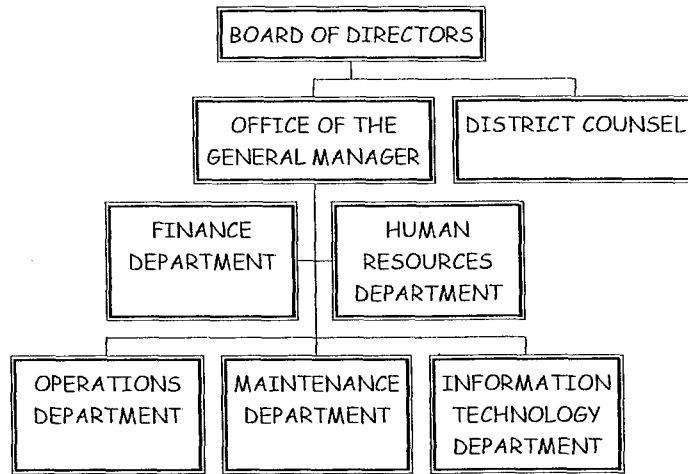 BOARD OF DIRECTORS
OFFICE OF THE
GENERAL MANAGER
DISTRICT COUNSEL
FINANCE
DEPARTMENT
HUMAN
RESOURCES
DEPARTMENT
OPERATIONS
DEPARTMENT
MAINTENANCE
DEPARTMENT
INFORMATION
TECHNOLOGY
DEPARTMENT